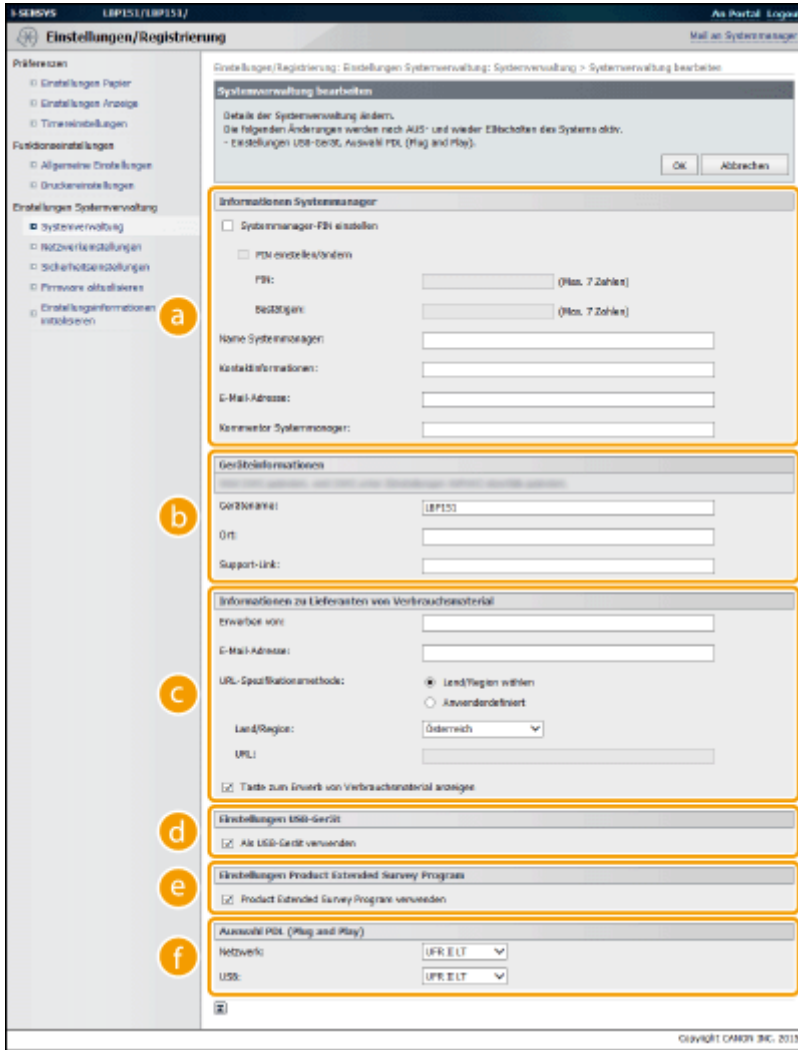 i-SENSYS LBP151/LBP151/ An Portal Logout
Einstellungen/Registrierung Mail an Systemmanager
Präferenzen
Einstellungen Papier
Einstellungen Anzeige
Timereinstellungen
Funktionseinstellungen
Allgemeine Einstellungen
Druckereinstellungen
Einstellungen Systemverwaltung
Systemverwaltung
Netzwerkeinstellungen
Sicherheitseinstellungen
Firmware aktualisieren
Einstellungsinformationen
initialisieren
Einstellungen/Registrierung: Einstellungen Systemverwaltung: Systemverwaltung > Systemverwaltung bearbeiten
Systemverwaltung bearbeiten
Details der Systemverwaltung ändern.
Die folgenden Änderungen werden nach AUS- und wieder EINschalten des Systems aktiv.
- Einstellungen USB-Gerät, Auswahl PDL (Plug and Play).
OK Abbrechen
a
Informationen Systemmanager
Systemmanager-PIN einstellen
PIN einstellen/ändern
PIN: (Max. 7 Zahlen)
Bestätigen: (Max. 7 Zahlen)
Name Systemmanager:
Kontaktinformationen:
E-Mail-Adresse:
Kommentar Systemmanager:
b
Geräteinformationen
Gerätename: LBP151
Ort:
Support-Link:
c
Informationen zu Lieferanten von Verbrauchsmaterial
Erwerben von:
E-Mail-Adresse:
URL-Spezifikationsmethode: Land/Region wählen
Anwenderdefiniert
Land/Region: Österreich
URL:
Taste zum Erwerb von Verbrauchsmaterial anzeigen
d
Einstellungen USB-Gerät
Als USB-Gerät verwenden
e
Einstellungen Product Extended Survey Program
Product Extended Survey Program verwenden
f
Auswahl PDL (Plug and Play)
Netzwerk: UFR II LT
USB: UFR II LT
Copyright CANON INC. 2015